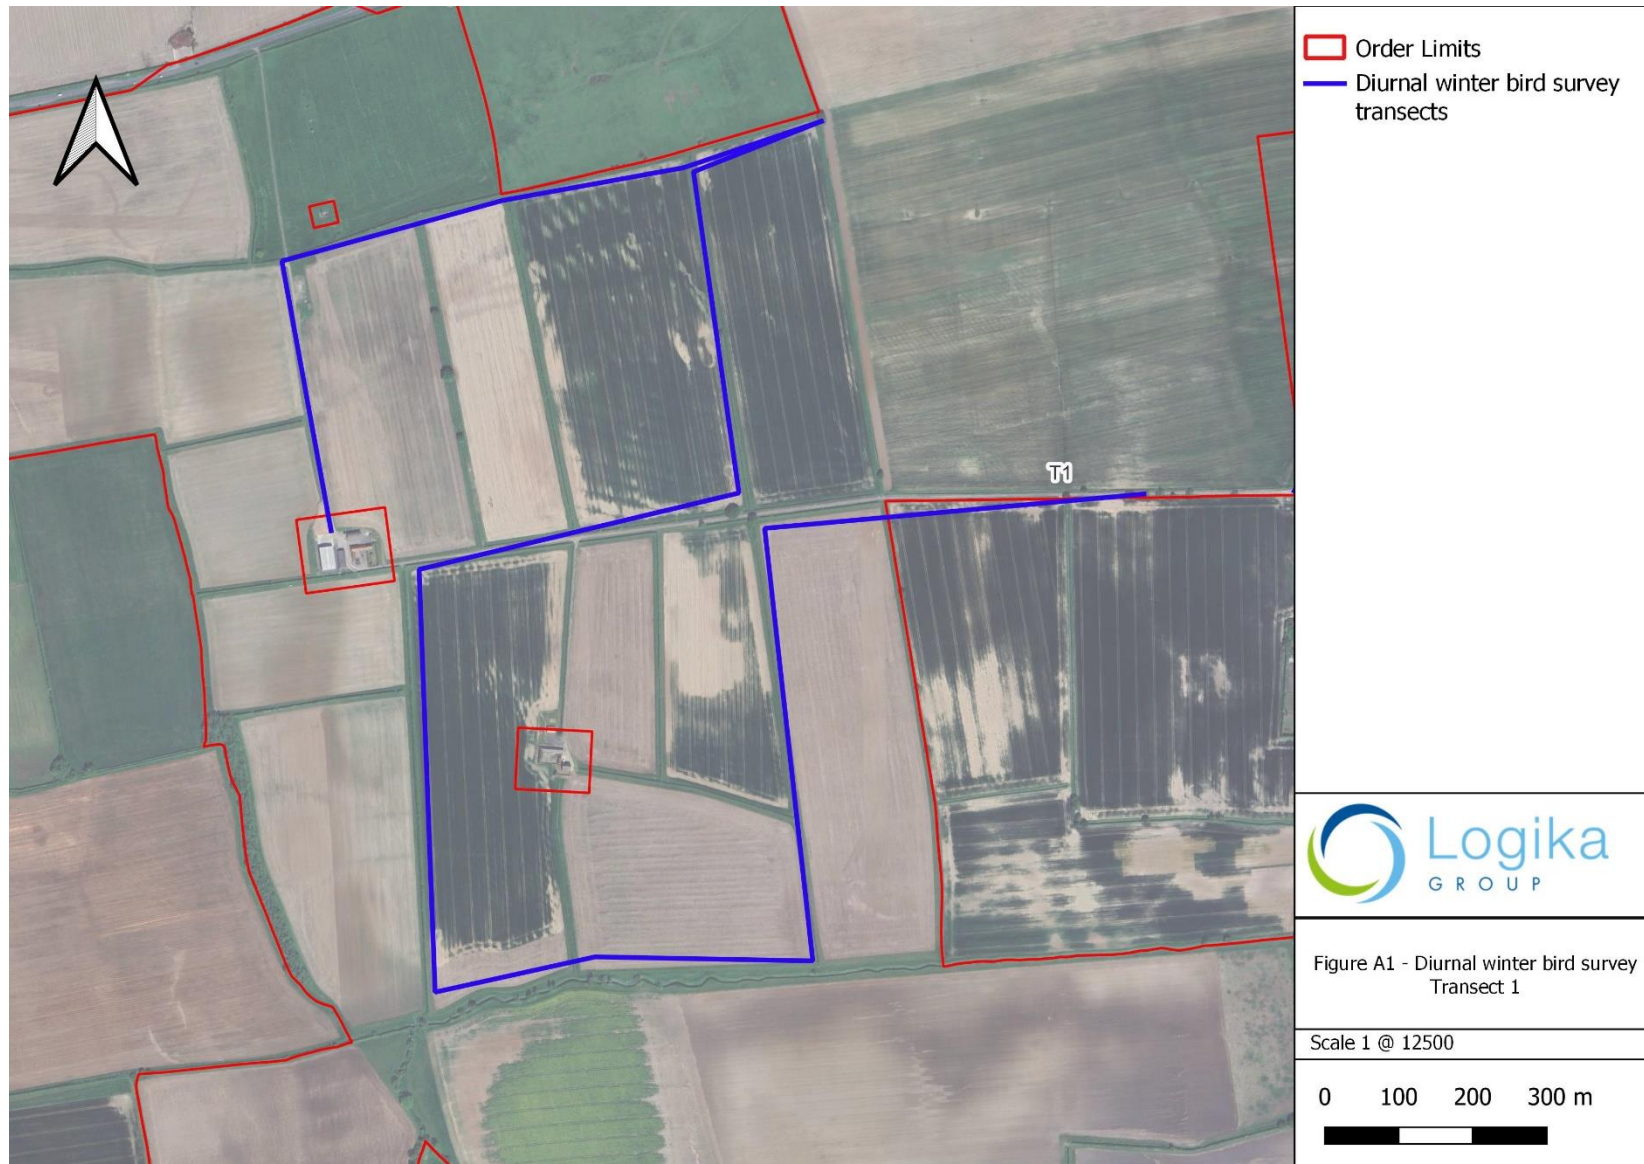 Order Limits
Diurnal winter bird survey
transects
T1
Logika
GROUP
Figure A1 - Diurnal winter bird survey
Transect 1
Scale 1 @ 12500
0 100 200 300 m